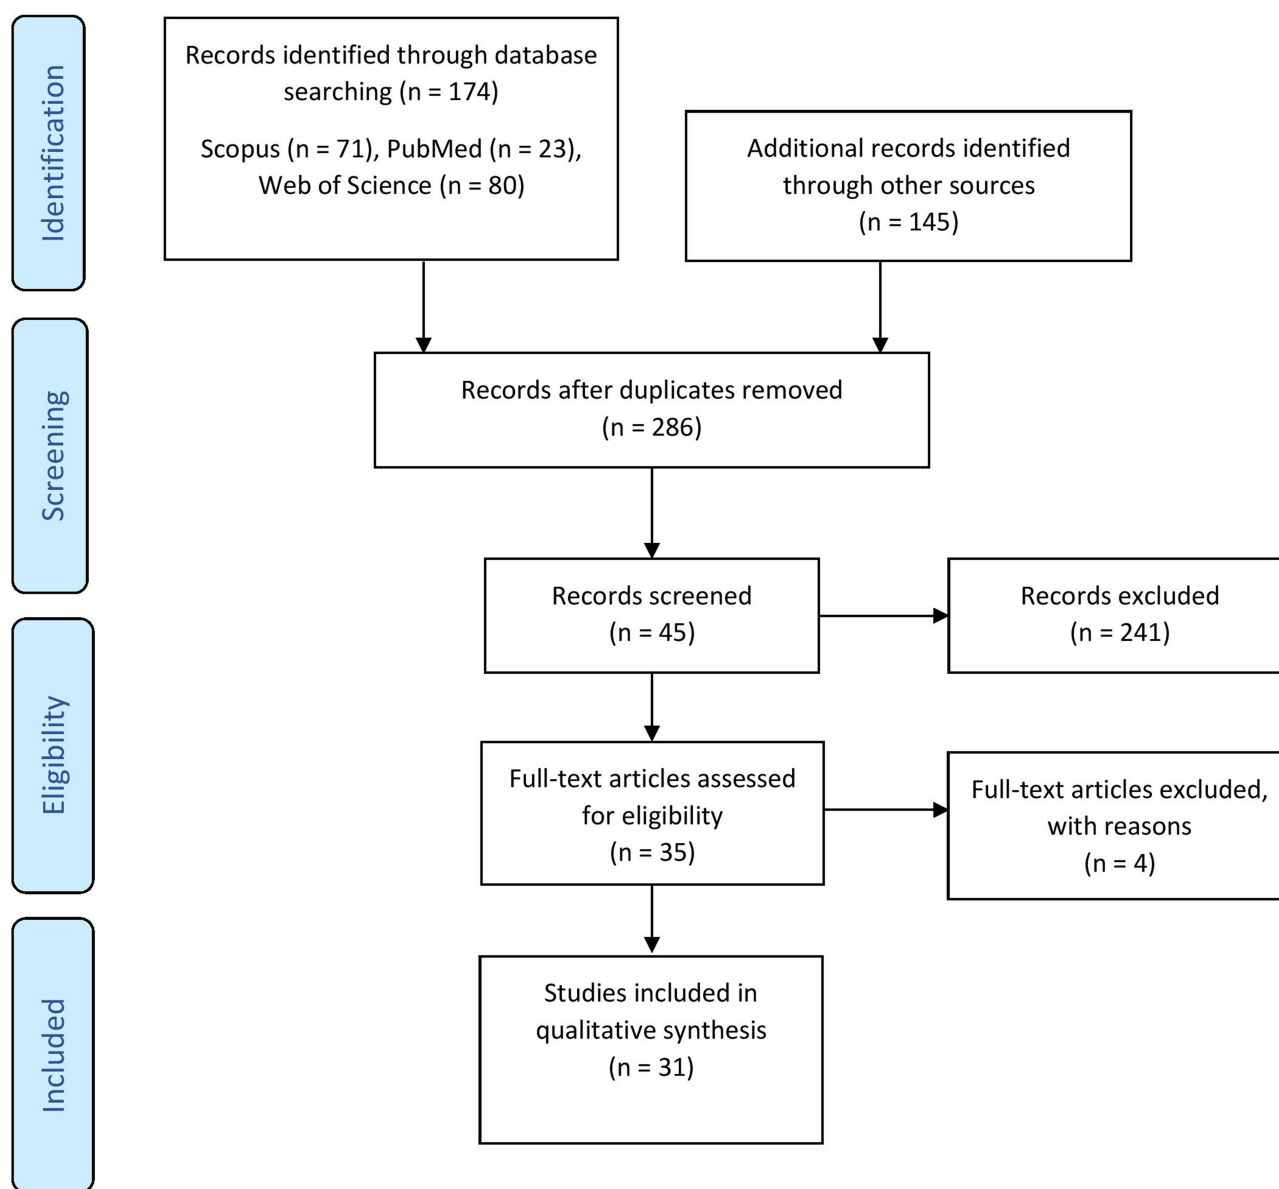 Identification
Records identified through database
searching (n = 174)
Scopus (n = 71), PubMed (n = 23),
Web of Science (n = 80)
Additional records identified
through other sources
(n = 145)
Screening
Records after duplicates removed
(n = 286)
Records screened
(n = 45)
Records excluded
(n = 241)
Eligibility
Full-text articles assessed
for eligibility
(n = 35)
Full-text articles excluded,
with reasons
(n = 4)
Included
Studies included in
qualitative synthesis
(n = 31)